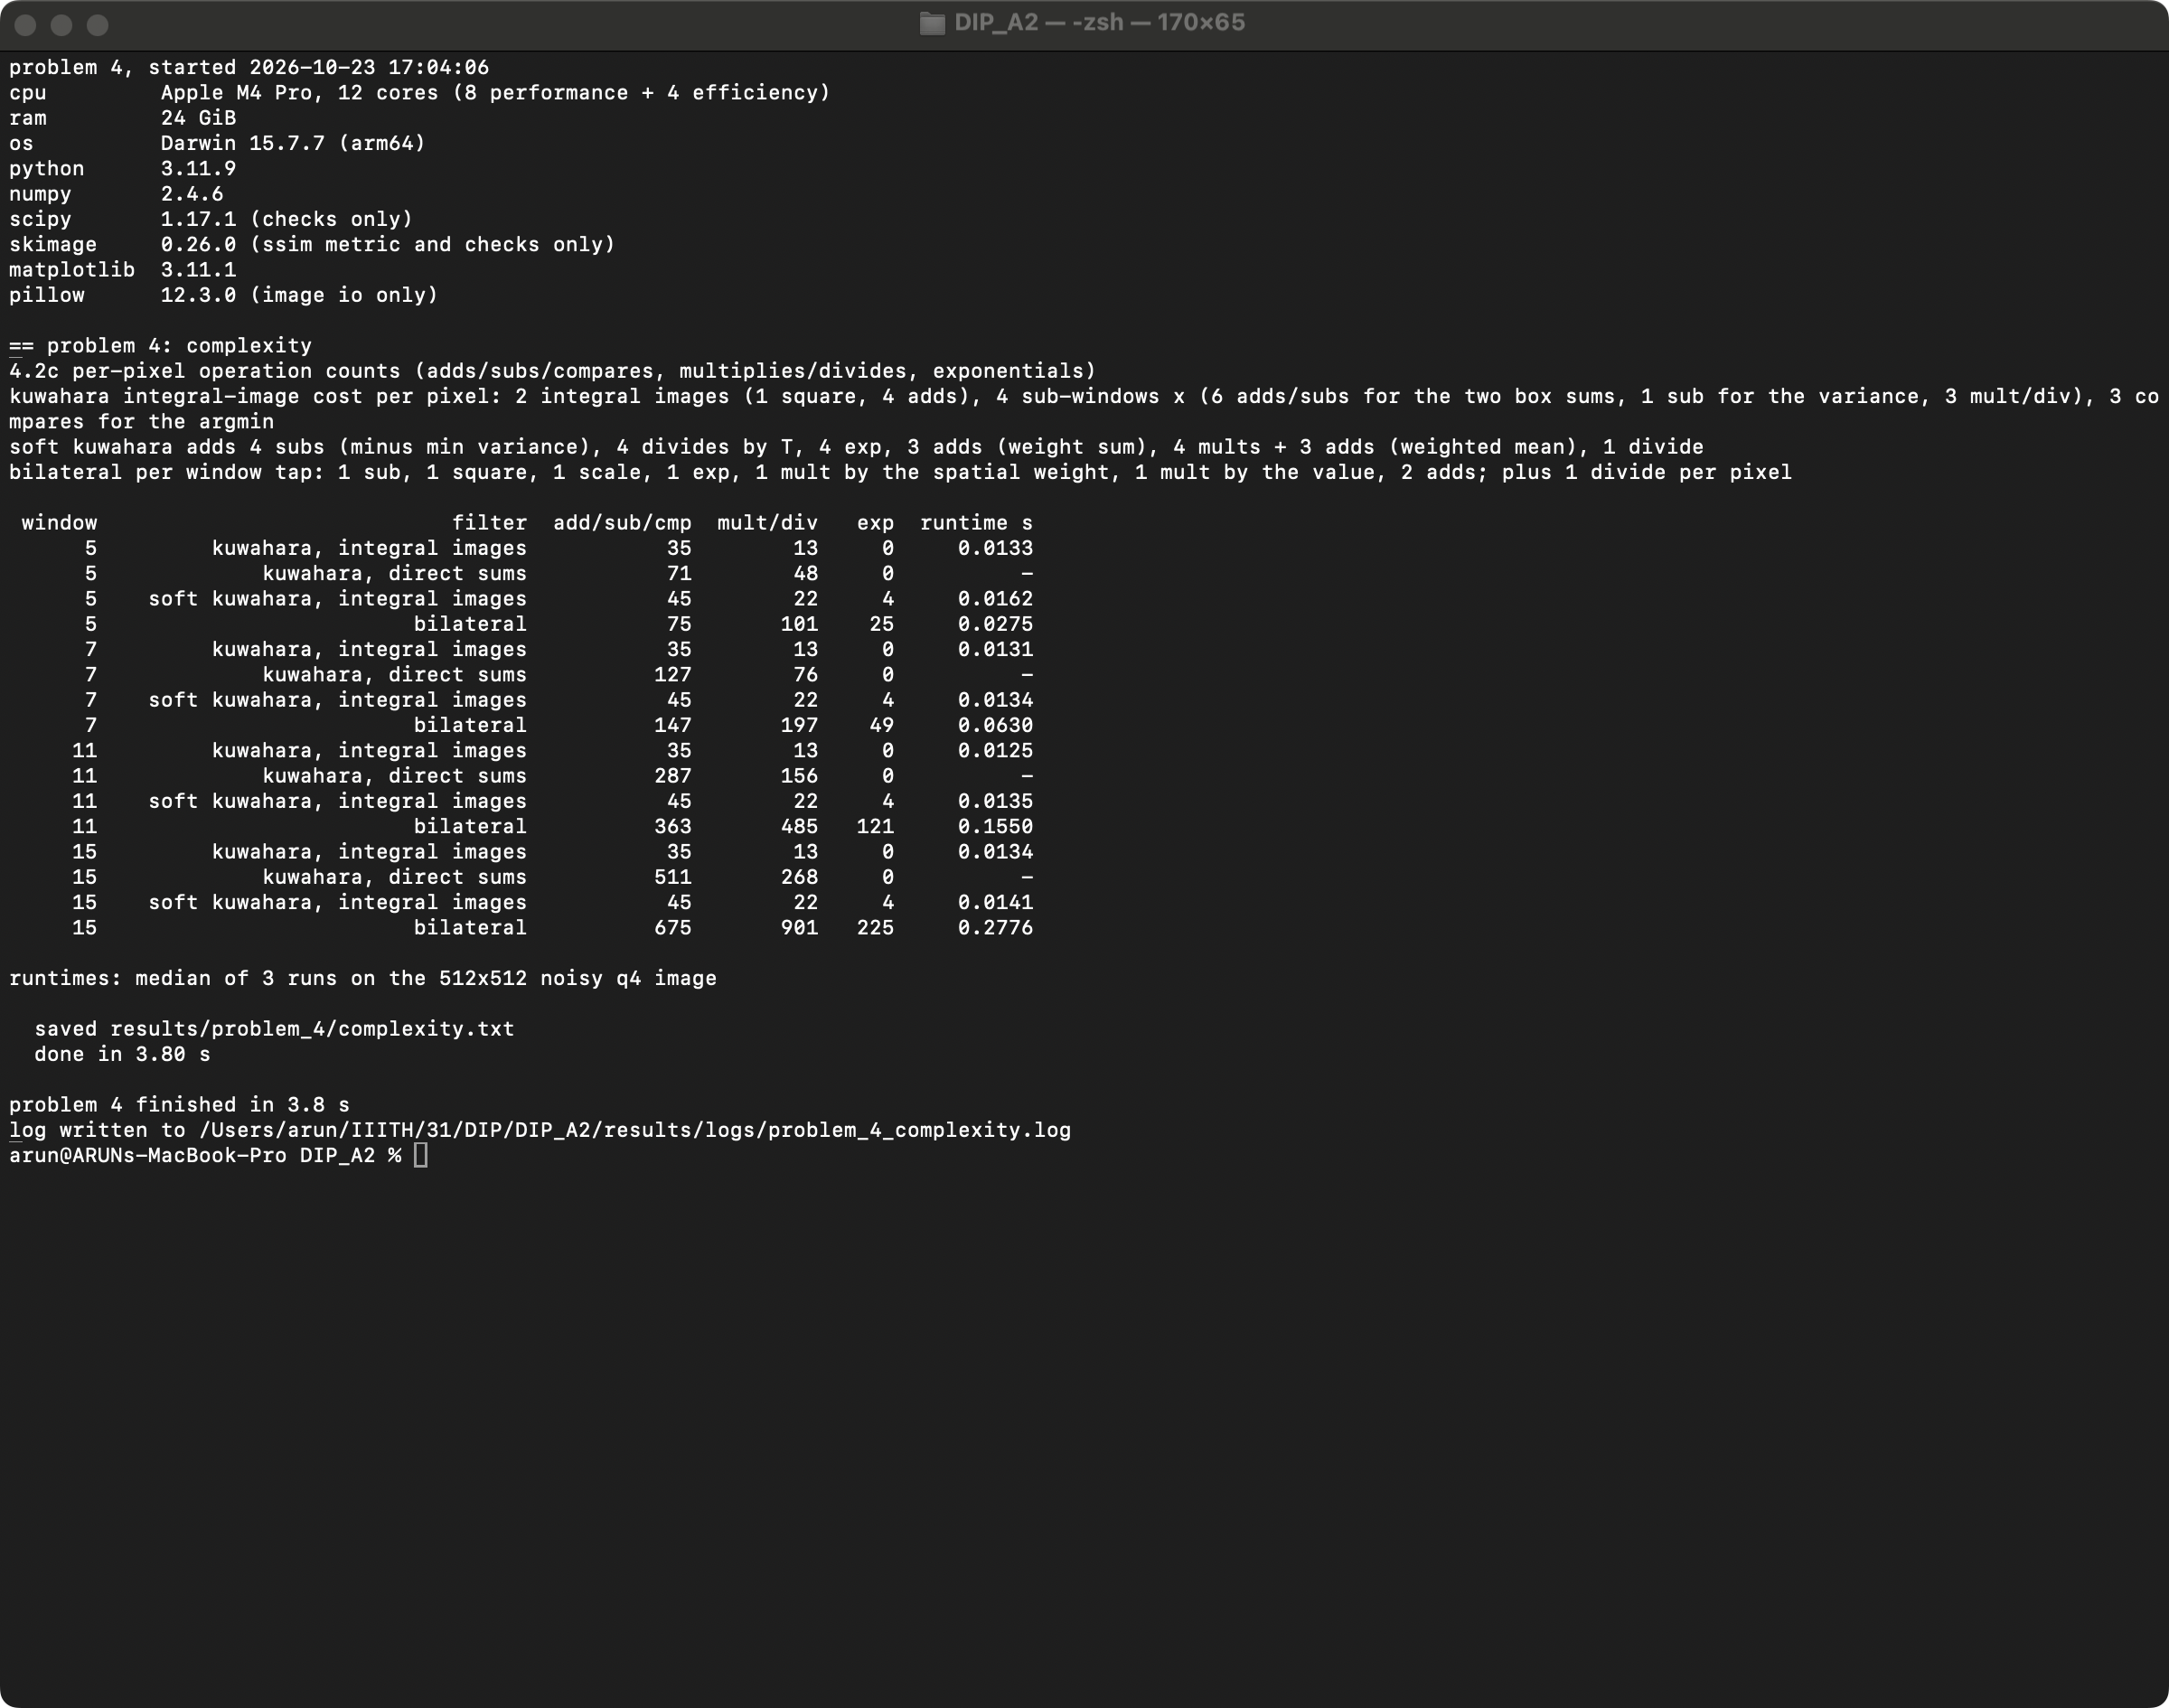 DIP_A2 — -zsh — 170×65
problem 4, started 2026-10-23 17:04:06
cpu         Apple M4 Pro, 12 cores (8 performance + 4 efficiency)
ram         24 GiB
os          Darwin 15.7.7 (arm64)
python      3.11.9
numpy       2.4.6
scipy       1.17.1 (checks only)
skimage     0.26.0 (ssim metric and checks only)
matplotlib  3.11.1
pillow      12.3.0 (image io only)
== problem 4: complexity
4.2c per-pixel operation counts (adds/subs/compares, multiplies/divides, exponentials)
kuwahara integral-image cost per pixel: 2 integral images (1 square, 4 adds), 4 sub-windows x (6 adds/subs for the two box sums, 1 sub for the variance, 3 mult/div), 3 co
mpares for the argmin
soft kuwahara adds 4 subs (minus min variance), 4 divides by T, 4 exp, 3 adds (weight sum), 4 mults + 3 adds (weighted mean), 1 divide
bilateral per window tap: 1 sub, 1 square, 1 scale, 1 exp, 1 mult by the spatial weight, 1 mult by the value, 2 adds; plus 1 divide per pixel
 window                            filter  add/sub/cmp  mult/div   exp  runtime s
      5         kuwahara, integral images           35        13     0     0.0133
      5             kuwahara, direct sums           71        48     0          -
      5    soft kuwahara, integral images           45        22     4     0.0162
      5                         bilateral           75       101    25     0.0275
      7         kuwahara, integral images           35        13     0     0.0131
      7             kuwahara, direct sums          127        76     0          -
      7    soft kuwahara, integral images           45        22     4     0.0134
      7                         bilateral          147       197    49     0.0630
     11         kuwahara, integral images           35        13     0     0.0125
     11             kuwahara, direct sums          287       156     0          -
     11    soft kuwahara, integral images           45        22     4     0.0135
     11                         bilateral          363       485   121     0.1550
     15         kuwahara, integral images           35        13     0     0.0134
     15             kuwahara, direct sums          511       268     0          -
     15    soft kuwahara, integral images           45        22     4     0.0141
     15                         bilateral          675       901   225     0.2776
runtimes: median of 3 runs on the 512x512 noisy q4 image
  saved results/problem_4/complexity.txt
  done in 3.80 s
problem 4 finished in 3.8 s
log written to /Users/arun/IIITH/31/DIP/DIP_A2/results/logs/problem_4_complexity.log
arun@ARUNs-MacBook-Pro DIP_A2 %